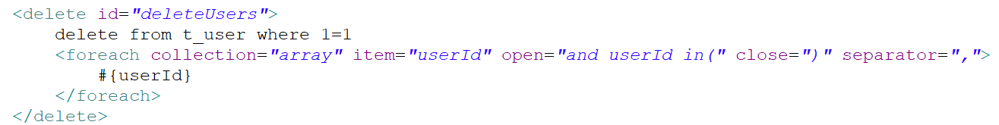 <delete id="deleteUsers">
delete from t_user where 1=1
<foreach collection="array" item="userId" open="and userId in(" close=")" separator=",">
#{userId}
</foreach>
</delete>